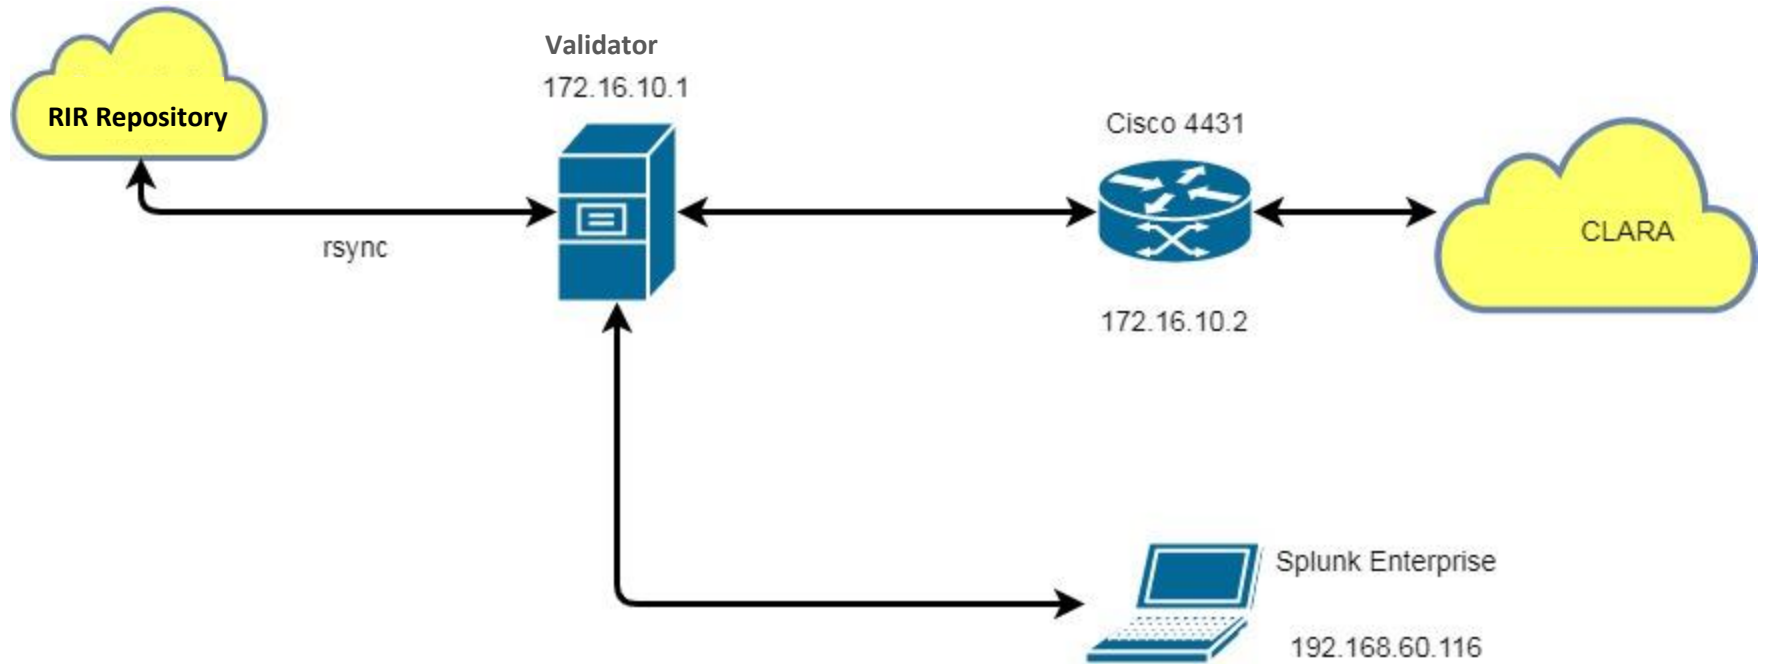 Validator
172.16.10.1
RIR Repository
Cisco 4431
rsync
CLARA
172.16.10.2
Splunk Enterprise
192.168.60.116